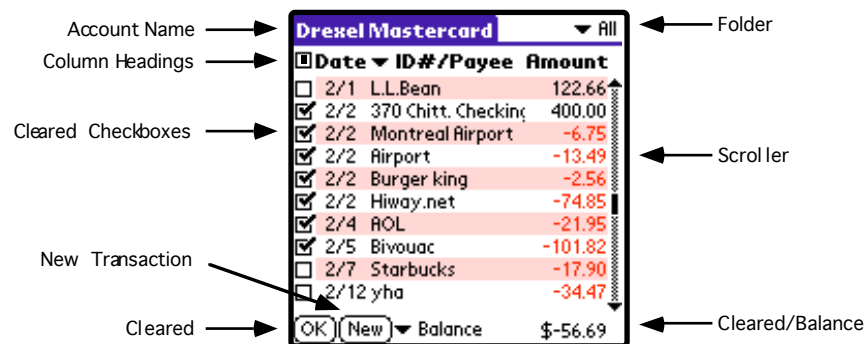 Account Name Drexel Mastercard All Folder
Column Headings Date ID#/Payee Amount
2/1 L.L.Bean 122.66
2/2 370 Chitt. Checking 400.00
Cleared Checkboxes 2/2 Montreal Airport -6.75
2/2 Airport -13.49 Scroller
2/2 Burger king -2.56
2/2 Hiway.net -74.85
2/4 AOL -21.95
2/5 Bivouac -101.82
New Transaction 2/7 Starbucks -17.90
2/12 yha -34.47
Cleared OK New Balance $-56.69 Cleared/Balance